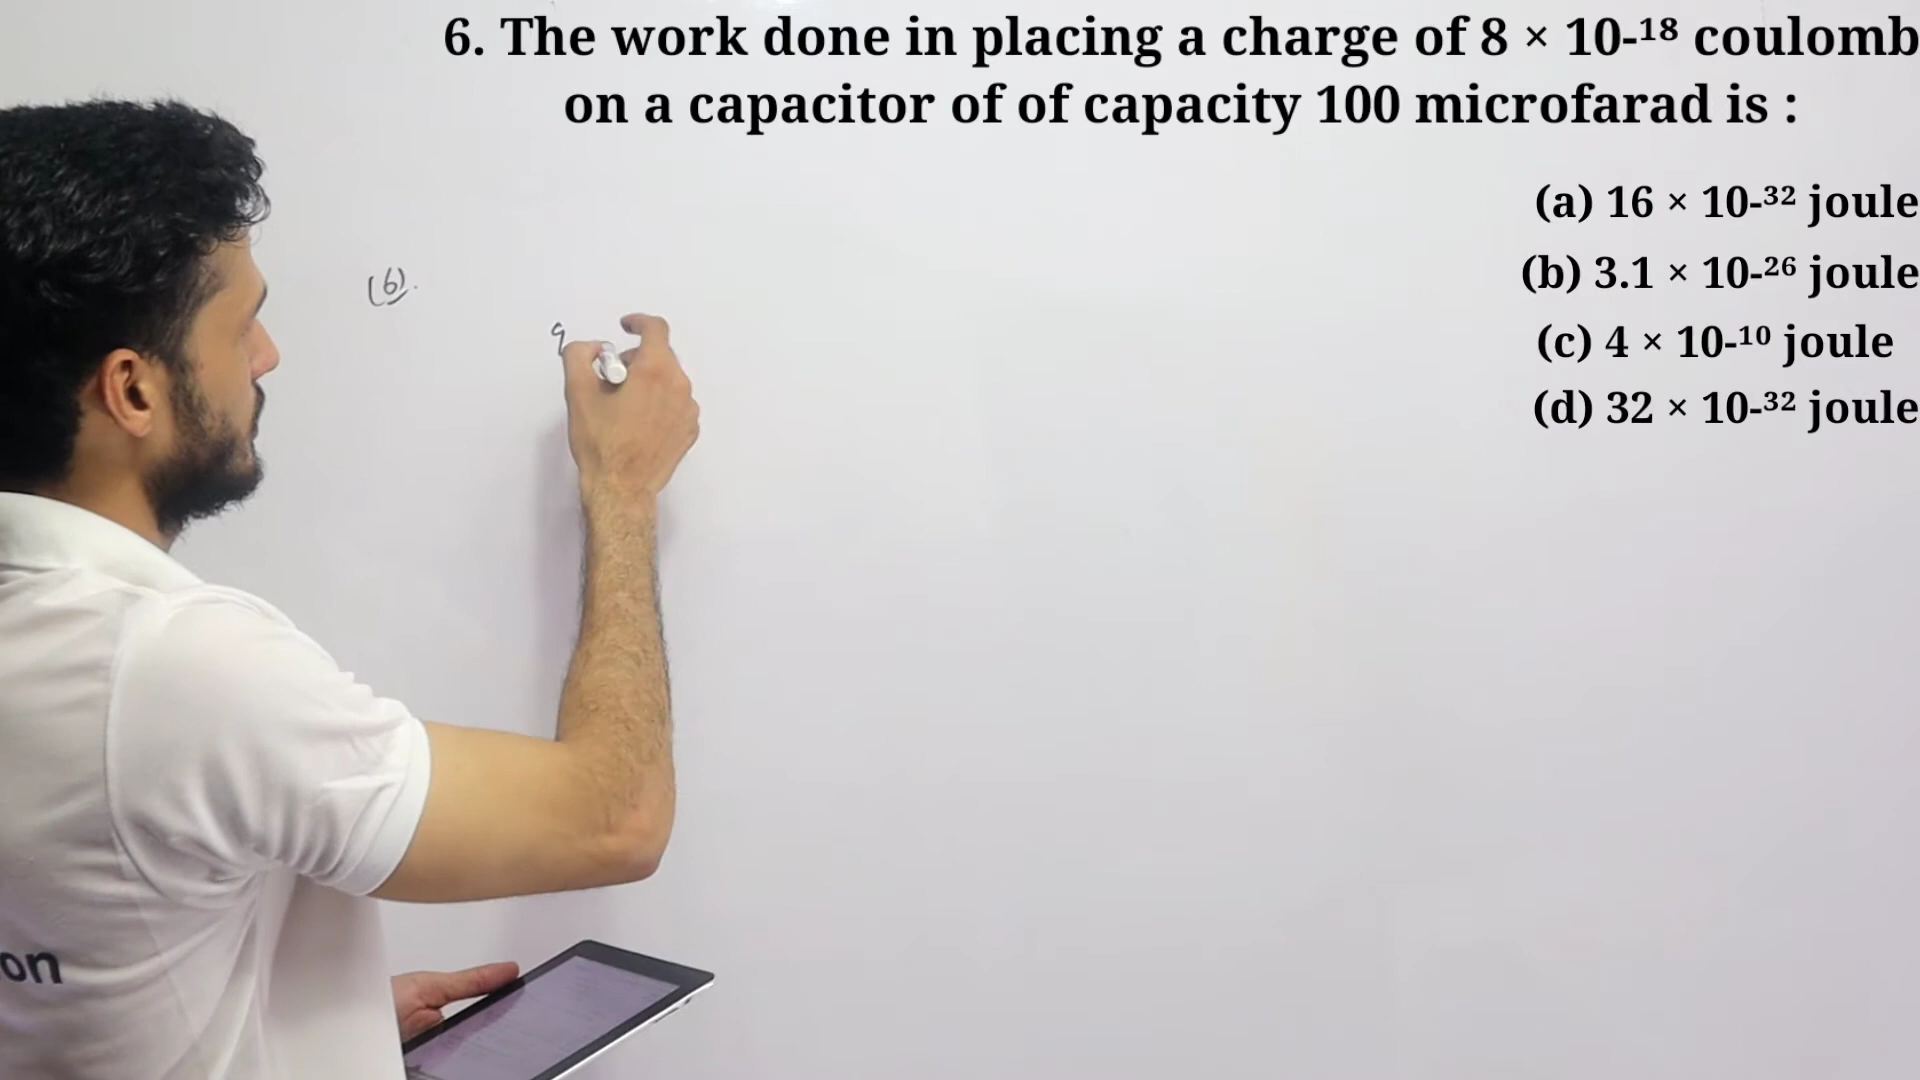 6. The work done in placing a charge of 8 × 10-¹⁸ coulomb
on a capacitor of of capacity 100 microfarad is :
(a) 16 × 10-³² joule
(b) 3.1 × 10-²⁶ joule
(c) 4 × 10-¹⁰ joule
(d) 32 × 10-³² joule
(6).
q
on